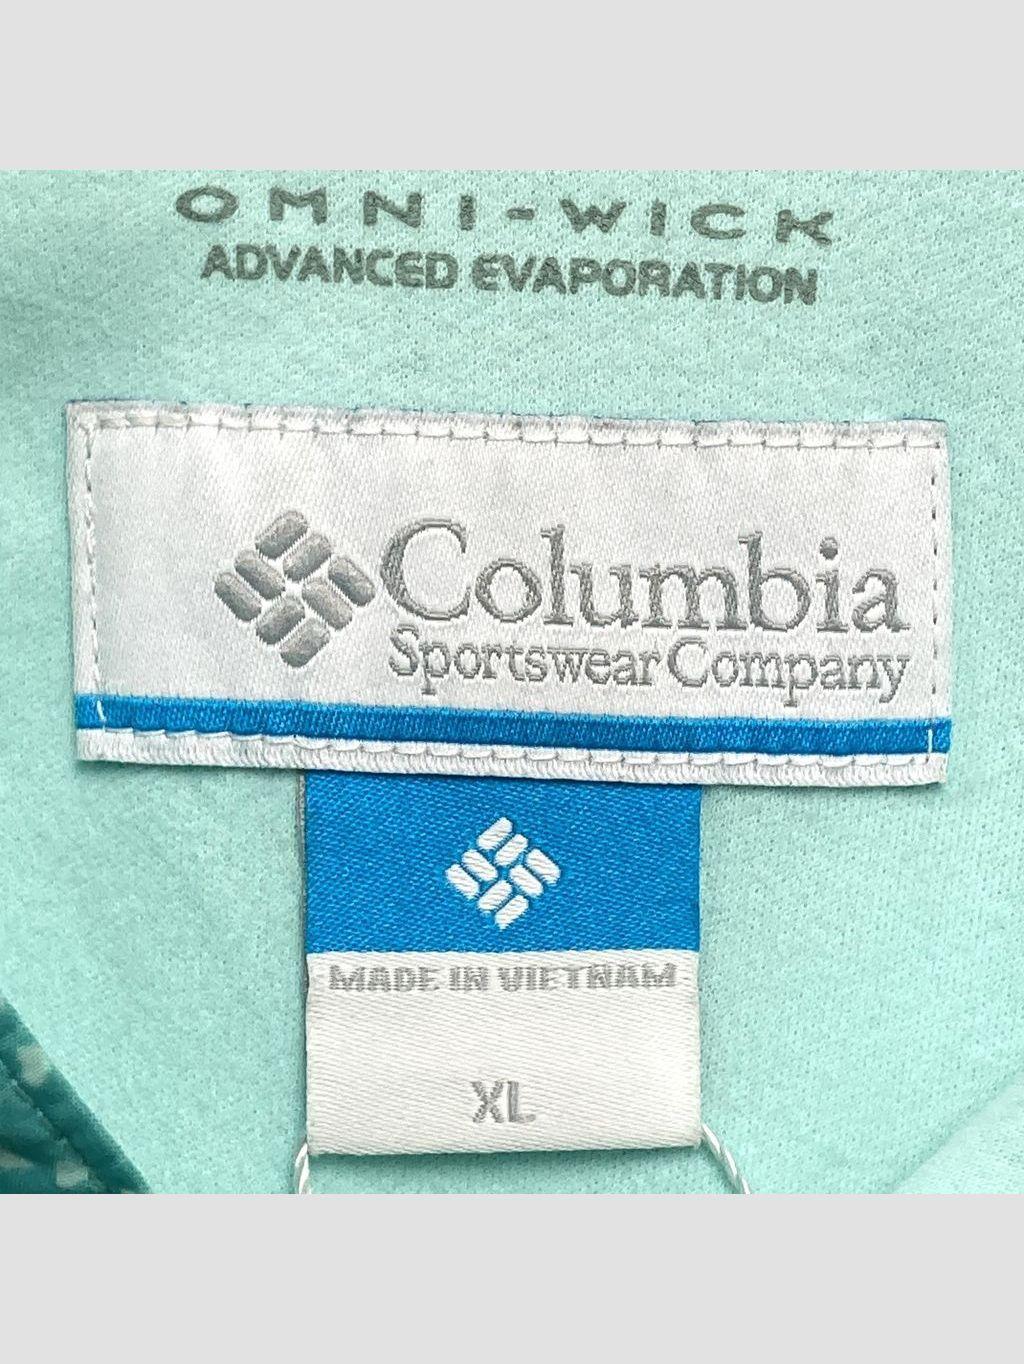 OMNI-WICK
ADVANCED EVAPORATION
Columbia
Sportswear Company
MADE IN VIETNAM
XL